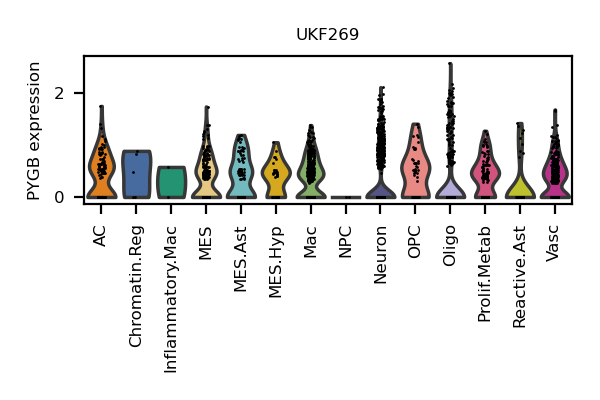 UKF269
PYGB expression
2
0
AC
Chromatin.Reg
Inflammatory.Mac
MES
MES.Ast
MES.Hyp
Mac
NPC
Neuron
OPC
Oligo
Prolif.Metab
Reactive.Ast
Vasc